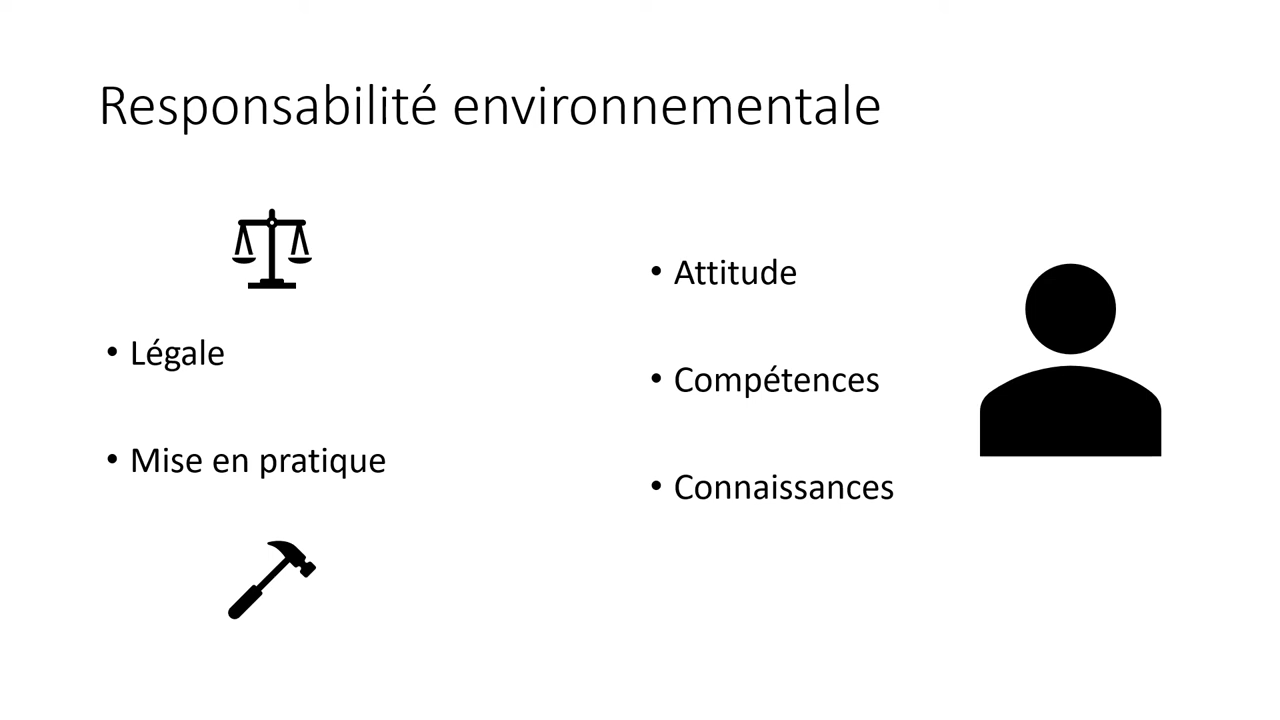 Responsabilité environnementale
• Légale
• Mise en pratique
• Attitude
• Compétences
• Connaissances